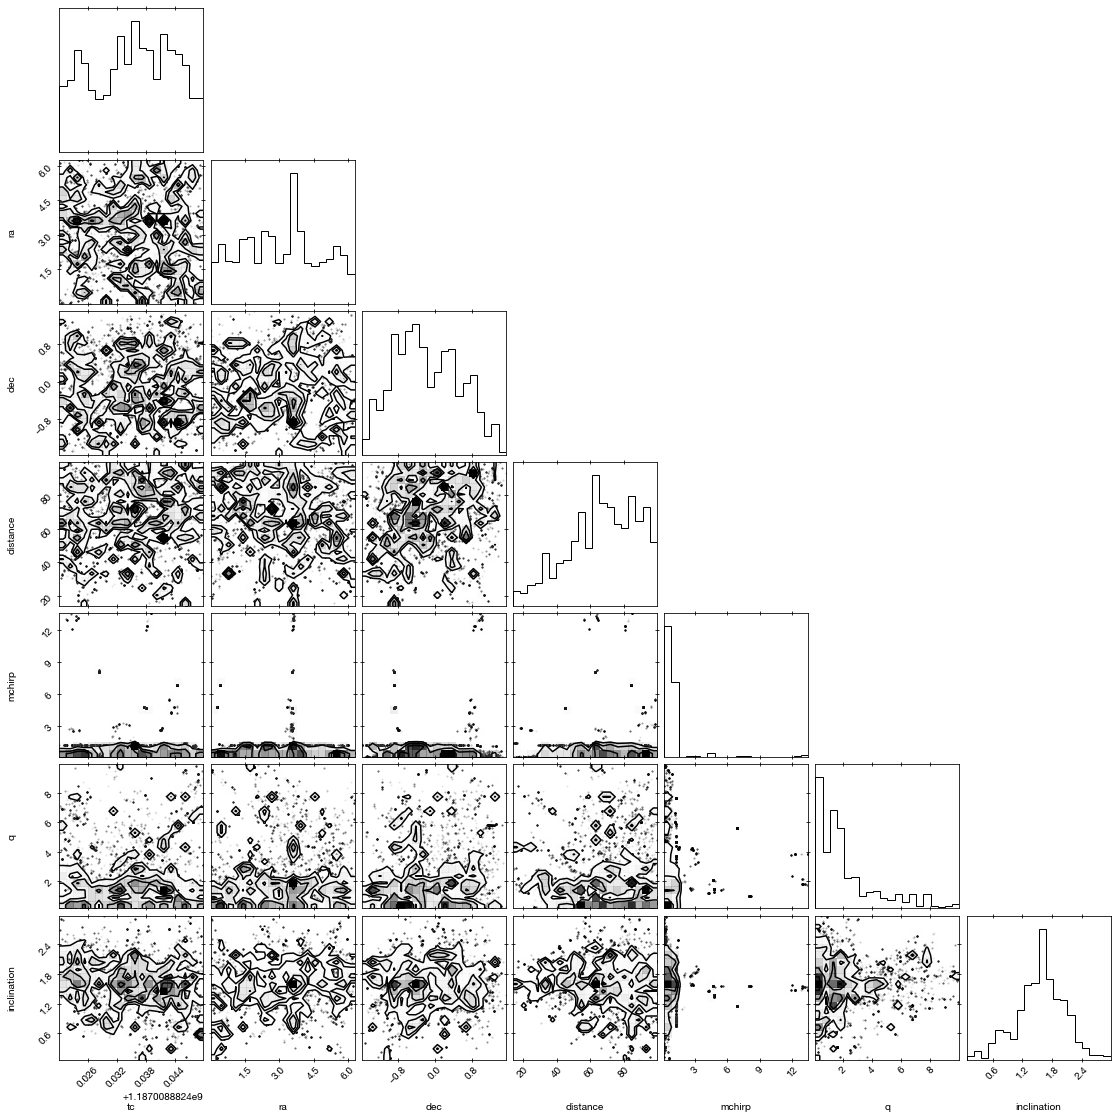 6.0
4.5
3.0
1.5
ra
0.8
0.0
−0.8
dec
80
60
40
20
distance
12
9
6
3
mchirp
8
6
4
2
q
2.4
1.8
1.2
0.6
inclination
0.026 0.032 0.038 0.044 1.5 3.0 4.5 6.0 −0.8 0.0 0.8 20 40 60 80 3 6 9 12 2 4 6 8 0.6 1.2 1.8 2.4
+1.1870088824e9
tc ra dec distance mchirp q inclination